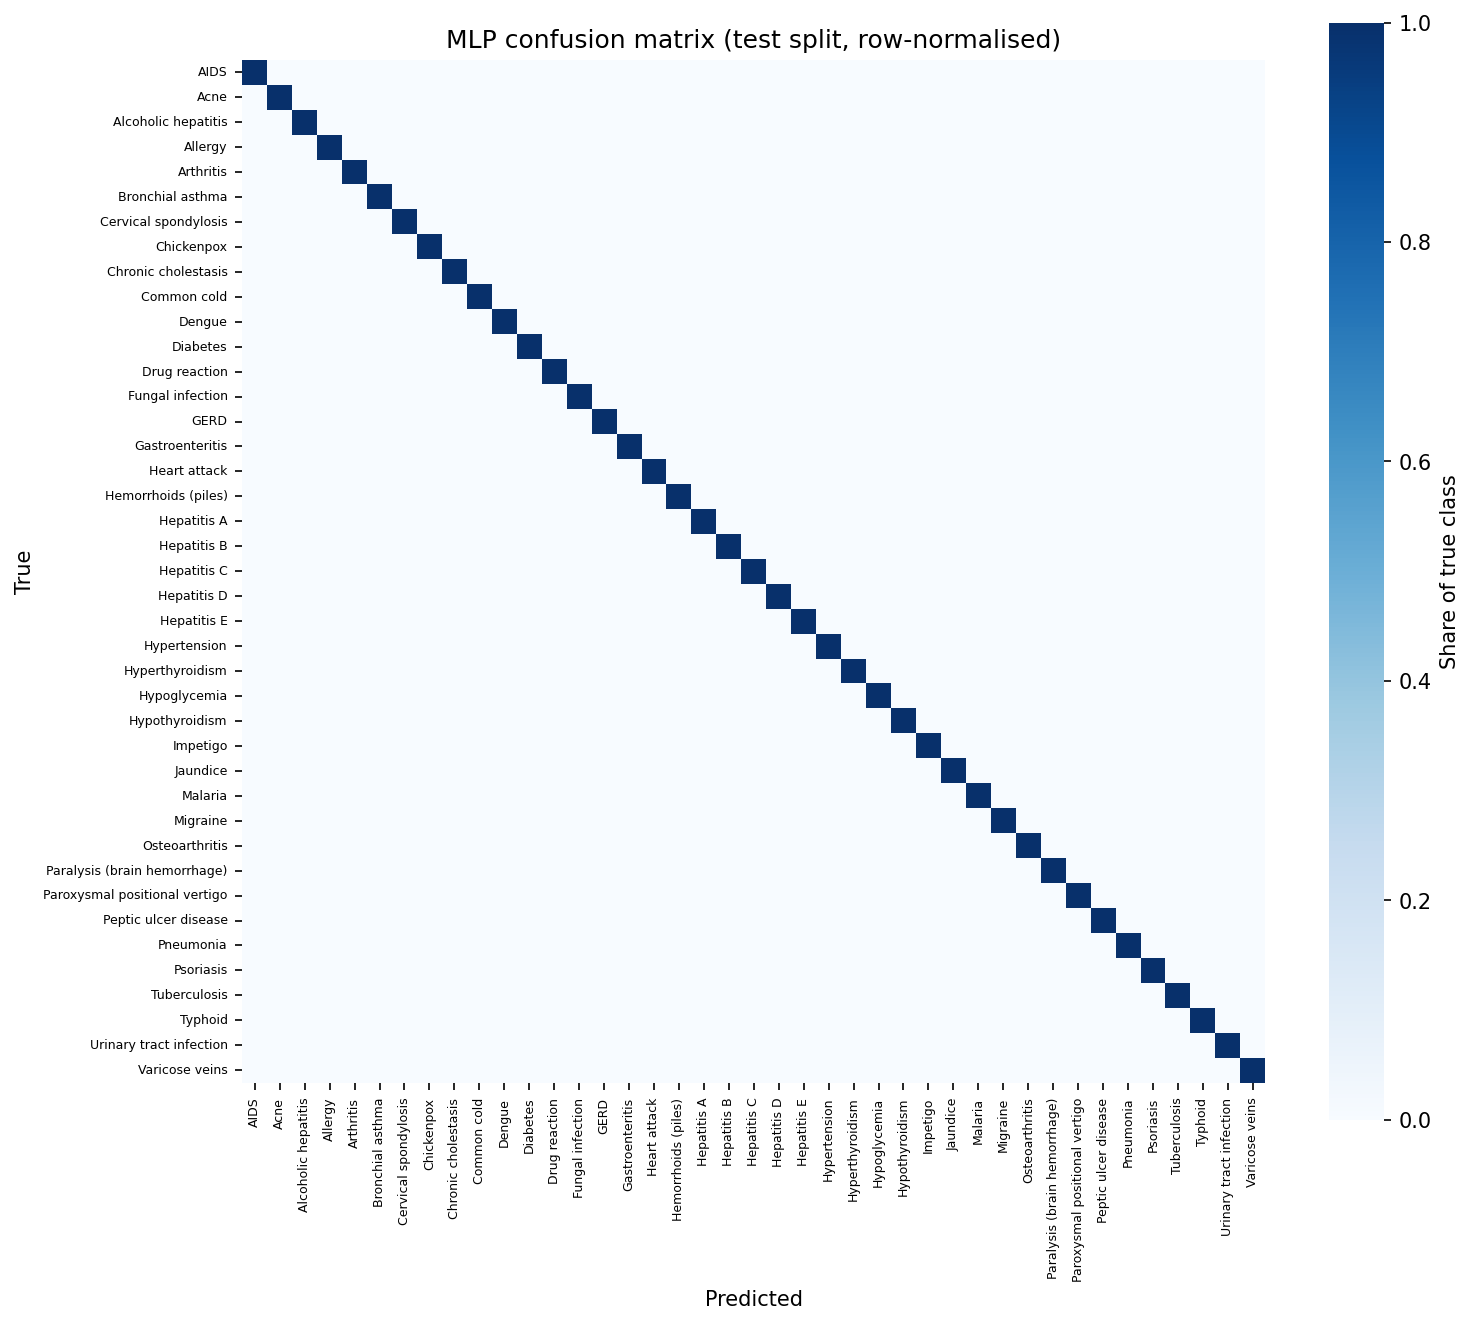 MLP confusion matrix (test split, row-normalised)
True
AIDS
Acne
Alcoholic hepatitis
Allergy
Arthritis
Bronchial asthma
Cervical spondylosis
Chickenpox
Chronic cholestasis
Common cold
Dengue
Diabetes
Drug reaction
Fungal infection
GERD
Gastroenteritis
Heart attack
Hemorrhoids (piles)
Hepatitis A
Hepatitis B
Hepatitis C
Hepatitis D
Hepatitis E
Hypertension
Hyperthyroidism
Hypoglycemia
Hypothyroidism
Impetigo
Jaundice
Malaria
Migraine
Osteoarthritis
Paralysis (brain hemorrhage)
Paroxysmal positional vertigo
Peptic ulcer disease
Pneumonia
Psoriasis
Tuberculosis
Typhoid
Urinary tract infection
Varicose veins
AIDS
Acne
Alcoholic hepatitis
Allergy
Arthritis
Bronchial asthma
Cervical spondylosis
Chickenpox
Chronic cholestasis
Common cold
Dengue
Diabetes
Drug reaction
Fungal infection
GERD
Gastroenteritis
Heart attack
Hemorrhoids (piles)
Hepatitis A
Hepatitis B
Hepatitis C
Hepatitis D
Hepatitis E
Hypertension
Hyperthyroidism
Hypoglycemia
Hypothyroidism
Impetigo
Jaundice
Malaria
Migraine
Osteoarthritis
Paralysis (brain hemorrhage)
Paroxysmal positional vertigo
Peptic ulcer disease
Pneumonia
Psoriasis
Tuberculosis
Typhoid
Urinary tract infection
Varicose veins
Predicted
1.0
0.8
0.6
0.4
0.2
0.0
Share of true class